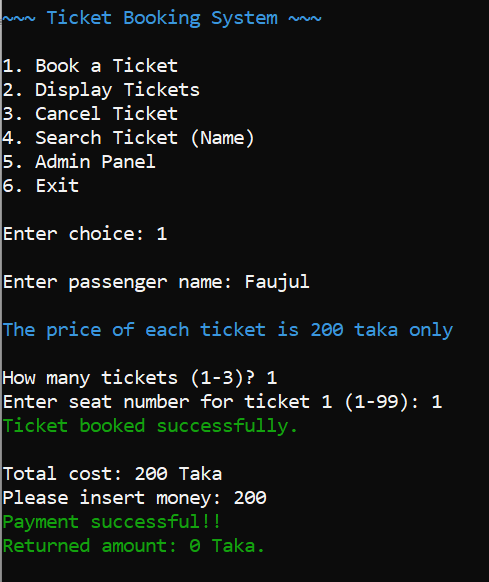 ~~~ Ticket Booking System ~~~
1. Book a Ticket
2. Display Tickets
3. Cancel Ticket
4. Search Ticket (Name)
5. Admin Panel
6. Exit
Enter choice: 1
Enter passenger name: Faujul
The price of each ticket is 200 taka only
How many tickets (1-3)? 1
Enter seat number for ticket 1 (1-99): 1
Ticket booked successfully.
Total cost: 200 Taka
Please insert money: 200
Payment successful!!
Returned amount: 0 Taka.